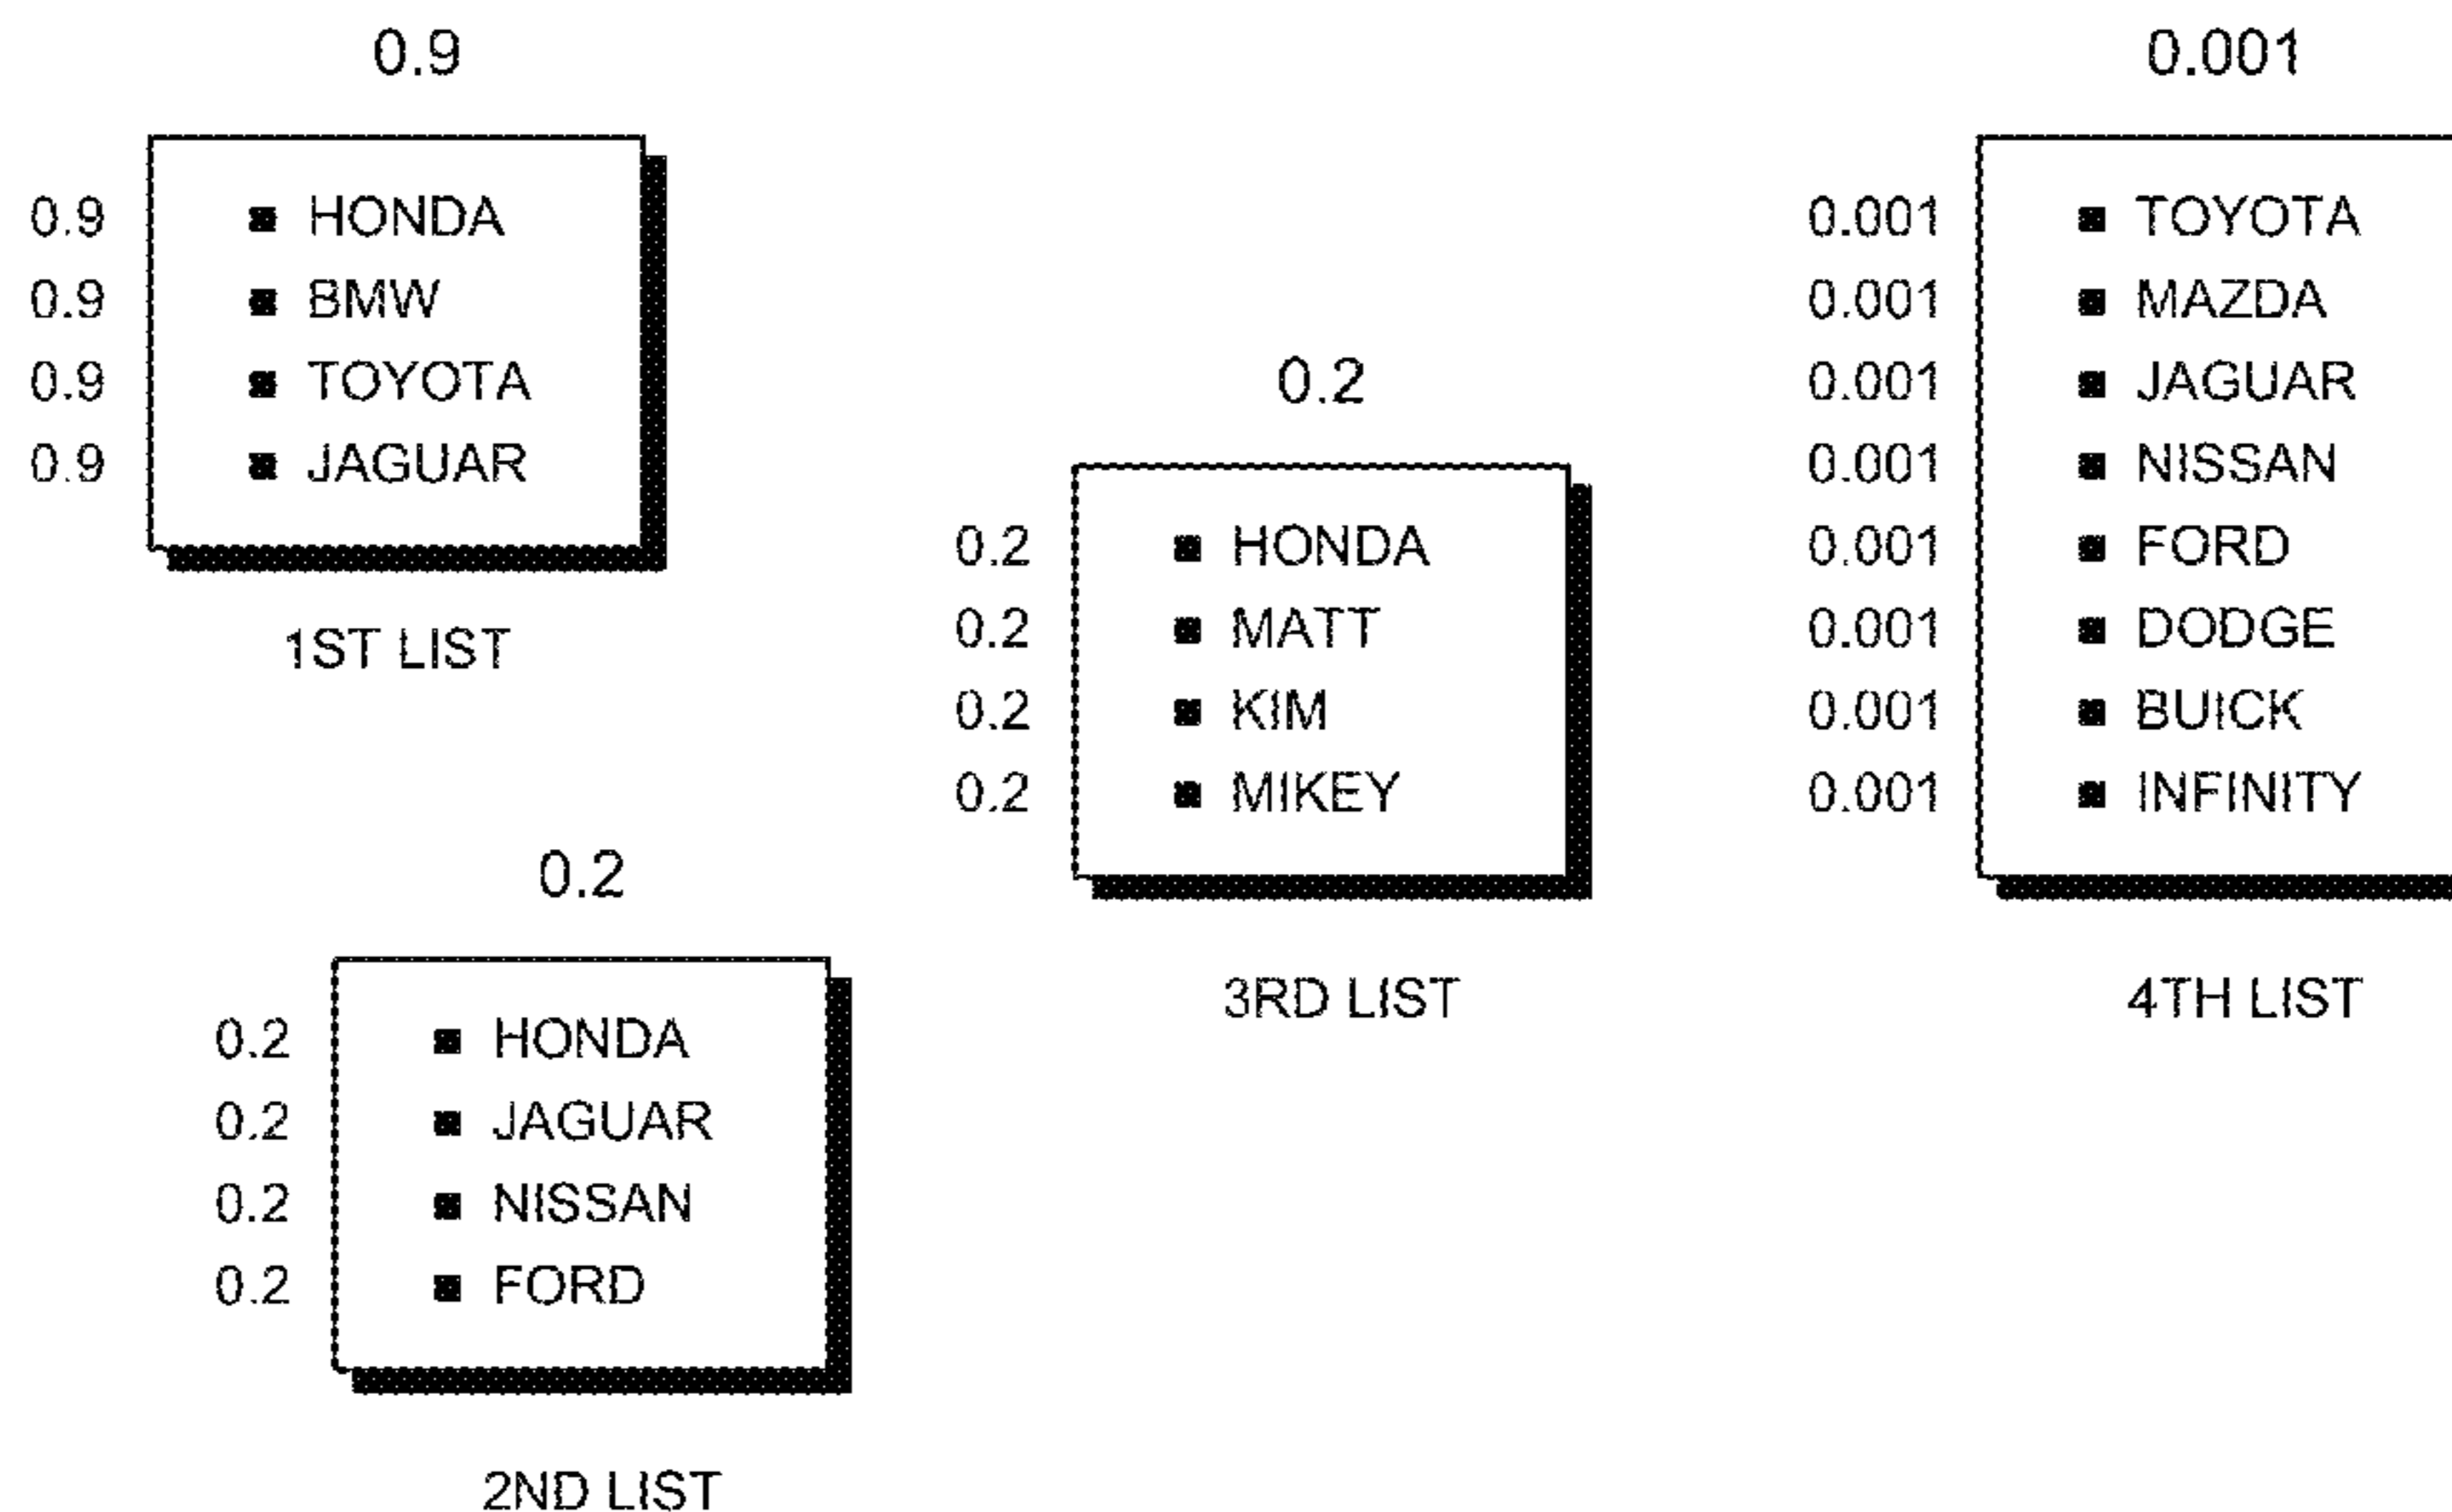 0.9
0.9 ▪ HONDA
0.9 ▪ BMW
0.9 ▪ TOYOTA
0.9 ▪ JAGUAR
1ST LIST
0.2
0.2 ▪ HONDA
0.2 ▪ JAGUAR
0.2 ▪ NISSAN
0.2 ▪ FORD
2ND LIST
0.2
0.2 ▪ HONDA
0.2 ▪ MATT
0.2 ▪ KIM
0.2 ▪ MIKEY
3RD LIST
0.001
0.001 ▪ TOYOTA
0.001 ▪ MAZDA
0.001 ▪ JAGUAR
0.001 ▪ NISSAN
0.001 ▪ FORD
0.001 ▪ DODGE
0.001 ▪ BUICK
0.001 ▪ INFINITY
4TH LIST